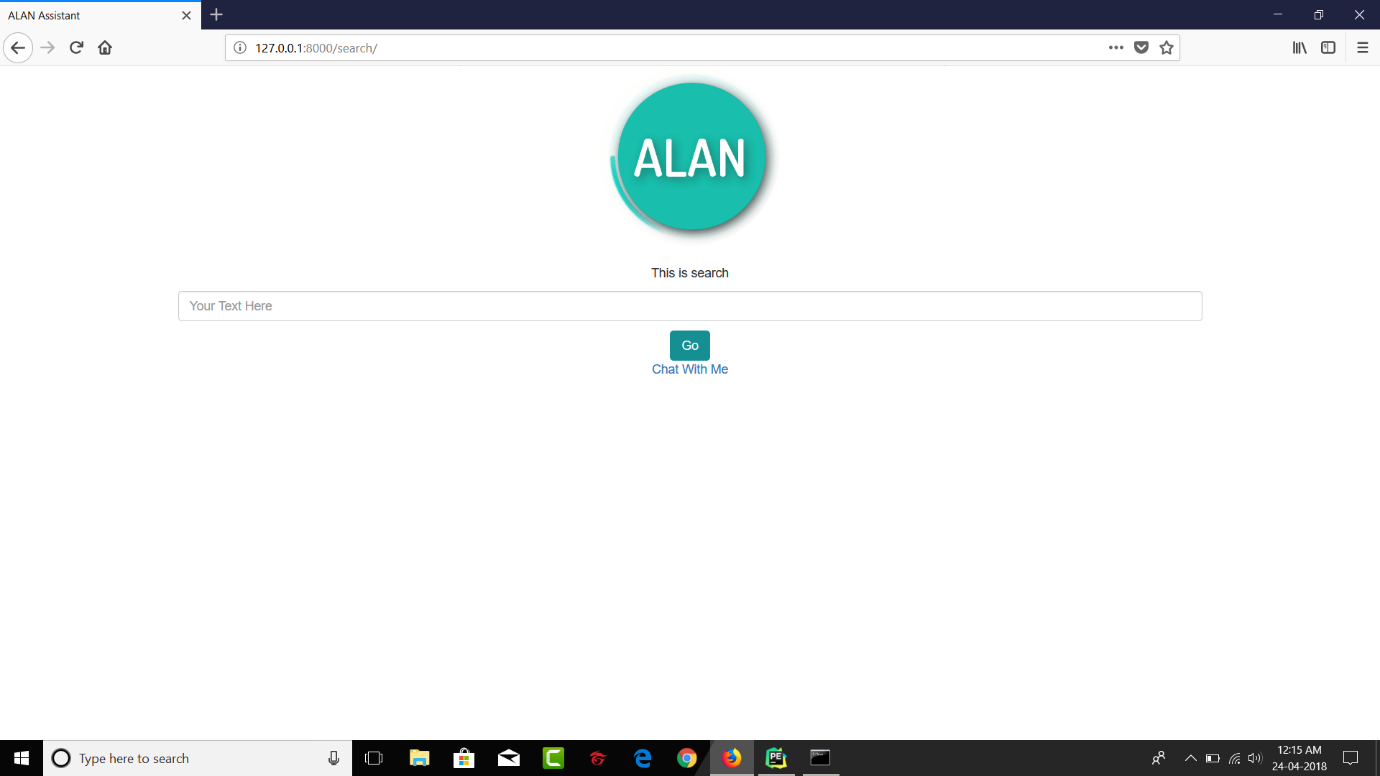 ALAN Assistant
127.0.0.1:8000/search/
ALAN
This is search
Your Text Here
Go
Chat With Me
Type here to search
PE
12:15 AM
24-04-2018